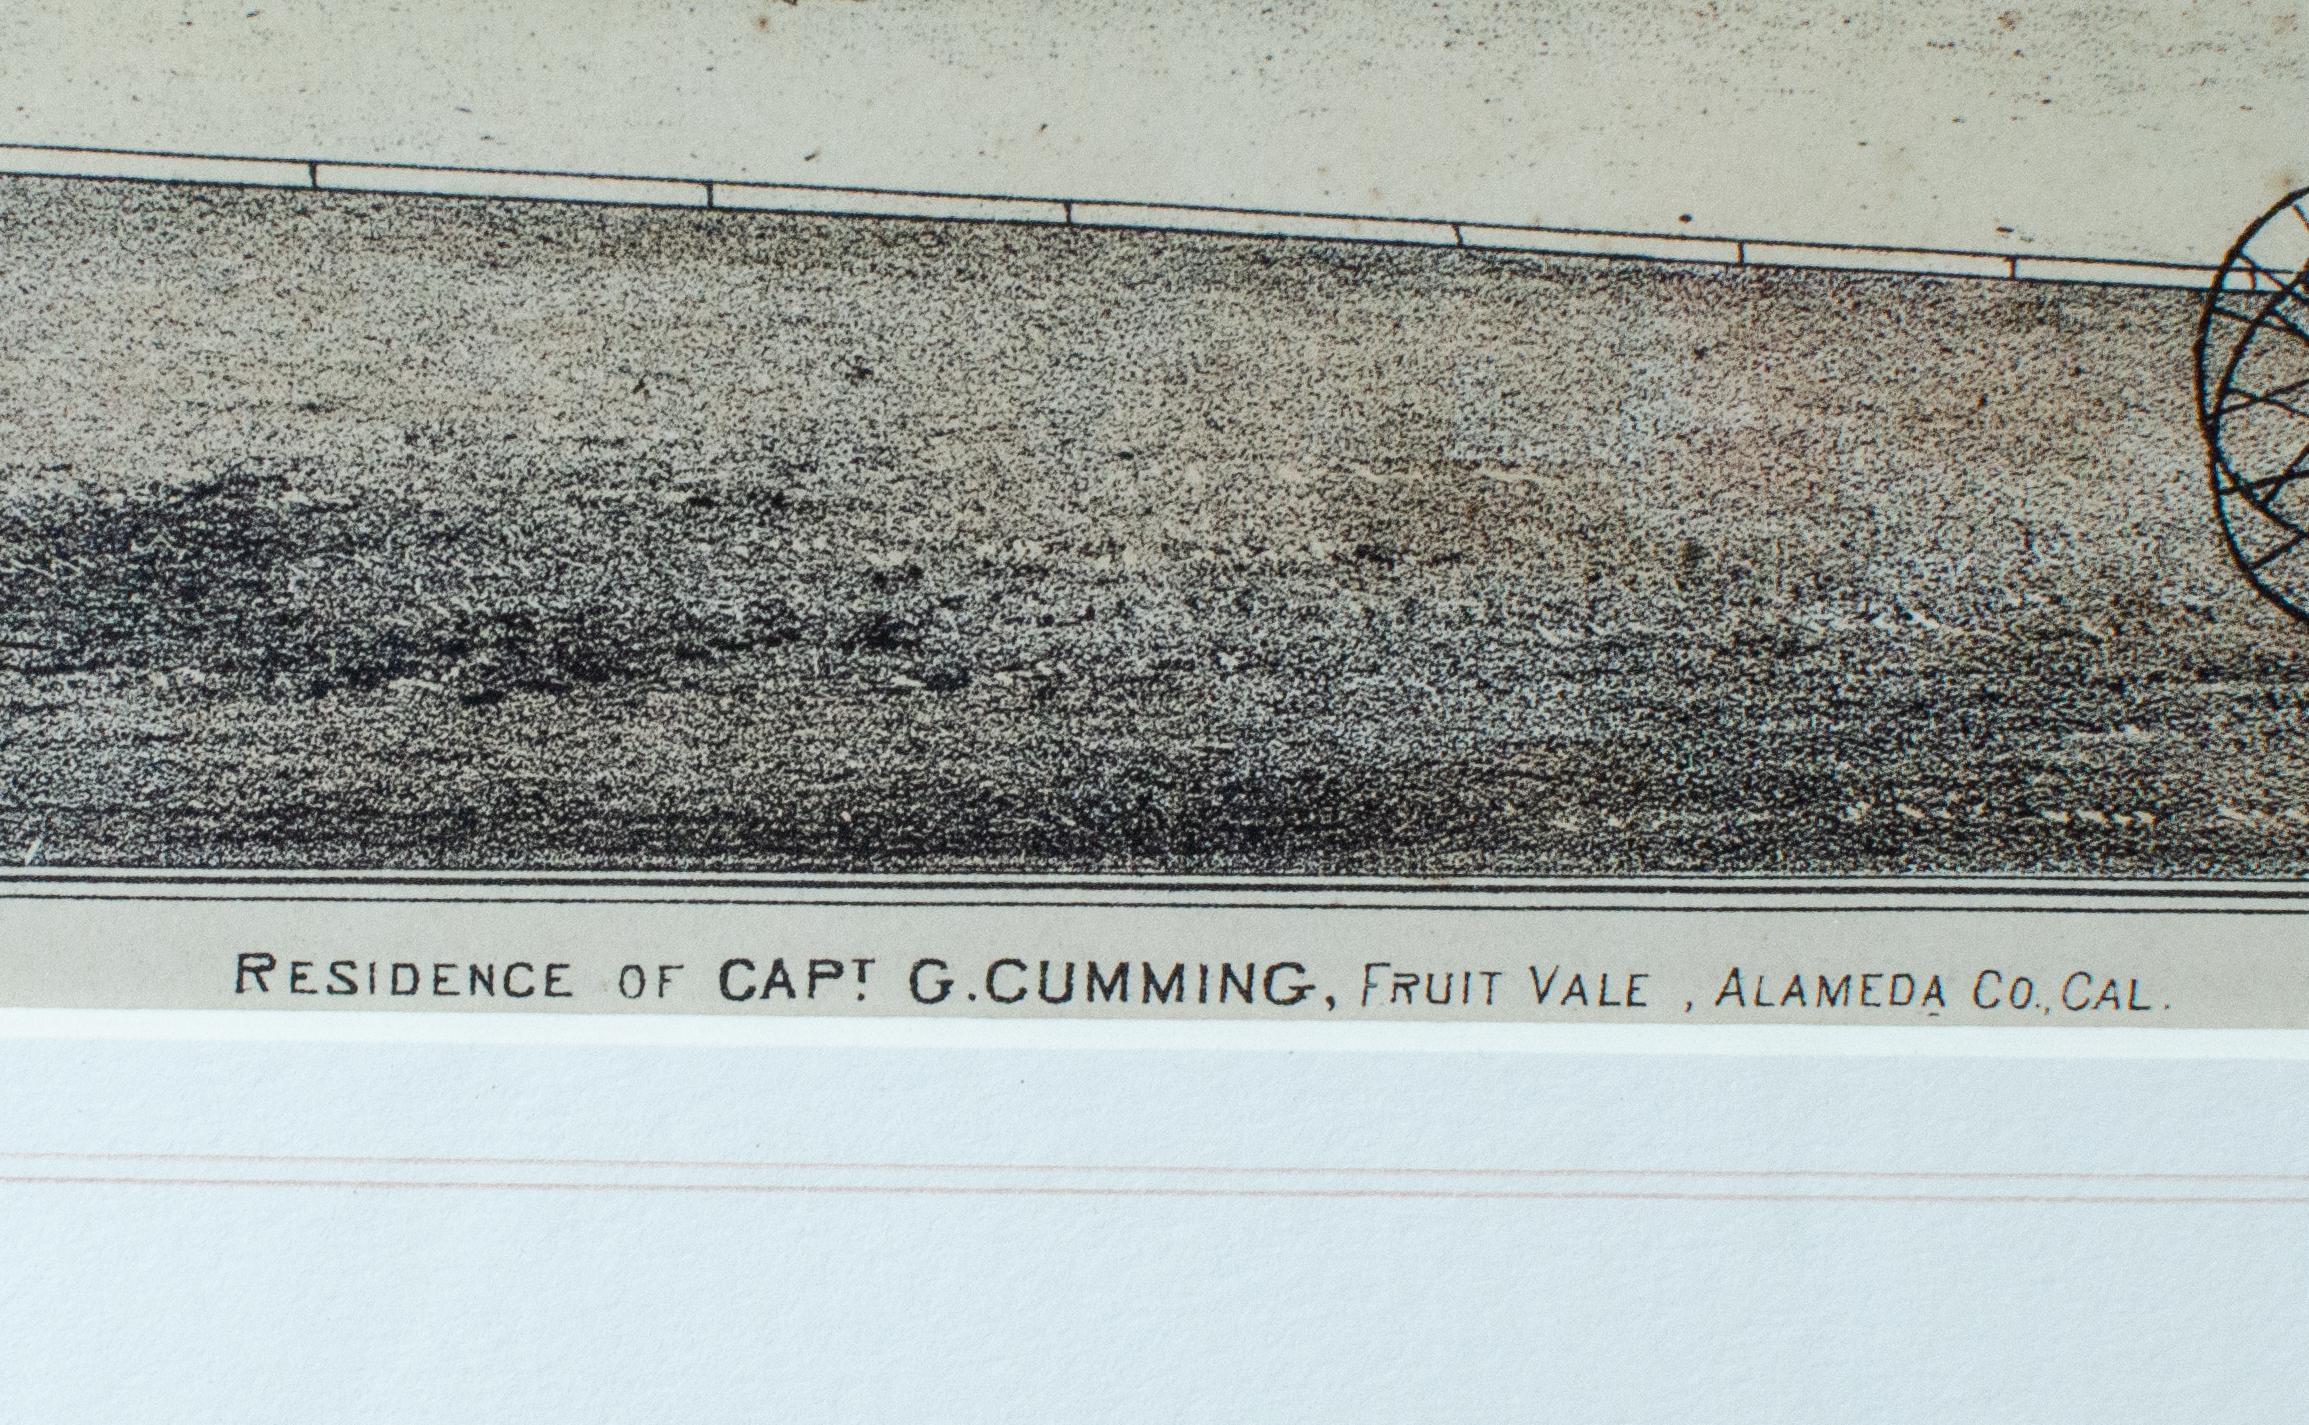 RESIDENCE OF CAPT. G. CUMMING, FRUIT VALE, ALAMEDA CO., CAL.